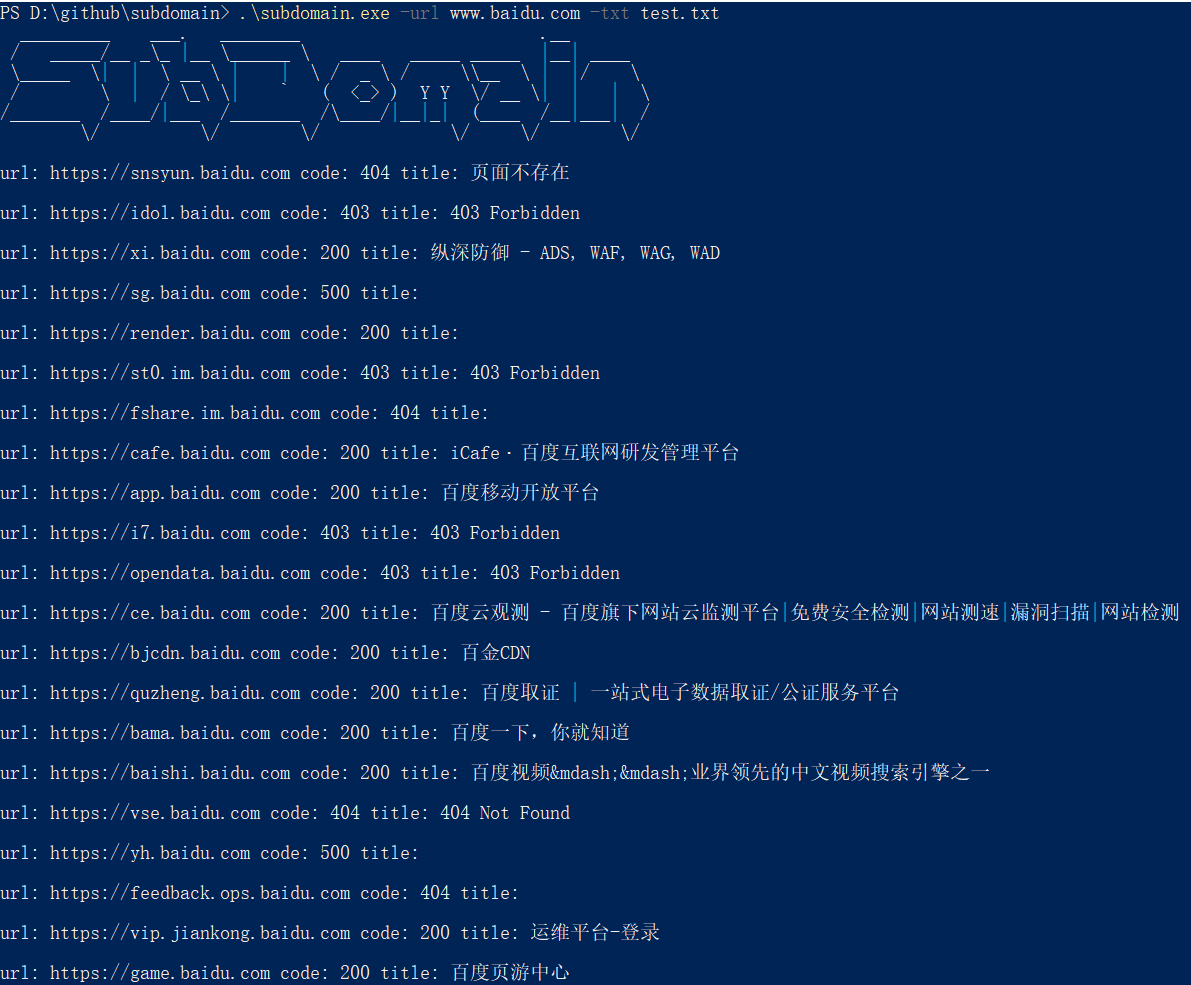 PS D:\github\subdomain> .\subdomain.exe -url www.baidu.com -txt test.txt
SubDomain
url: https://snsyun.baidu.com code: 404 title: 页面不存在
url: https://idol.baidu.com code: 403 title: 403 Forbidden
url: https://xi.baidu.com code: 200 title: 纵深防御 - ADS, WAF, WAG, WAD
url: https://sg.baidu.com code: 500 title:
url: https://render.baidu.com code: 200 title:
url: https://st0.im.baidu.com code: 403 title: 403 Forbidden
url: https://fshare.im.baidu.com code: 404 title:
url: https://cafe.baidu.com code: 200 title: iCafe·百度互联网研发管理平台
url: https://app.baidu.com code: 200 title: 百度移动开放平台
url: https://i7.baidu.com code: 403 title: 403 Forbidden
url: https://opendata.baidu.com code: 403 title: 403 Forbidden
url: https://ce.baidu.com code: 200 title: 百度云观测 - 百度旗下网站云监测平台|免费安全检测|网站测速|漏洞扫描|网站检测
url: https://bjcdn.baidu.com code: 200 title: 百金CDN
url: https://quzheng.baidu.com code: 200 title: 百度取证 | 一站式电子数据取证/公证服务平台
url: https://bama.baidu.com code: 200 title: 百度一下，你就知道
url: https://baishi.baidu.com code: 200 title: 百度视频&mdash;&mdash;业界领先的中文视频搜索引擎之一
url: https://vse.baidu.com code: 404 title: 404 Not Found
url: https://yh.baidu.com code: 500 title:
url: https://feedback.ops.baidu.com code: 404 title:
url: https://vip.jiankong.baidu.com code: 200 title: 运维平台-登录
url: https://game.baidu.com code: 200 title: 百度页游中心